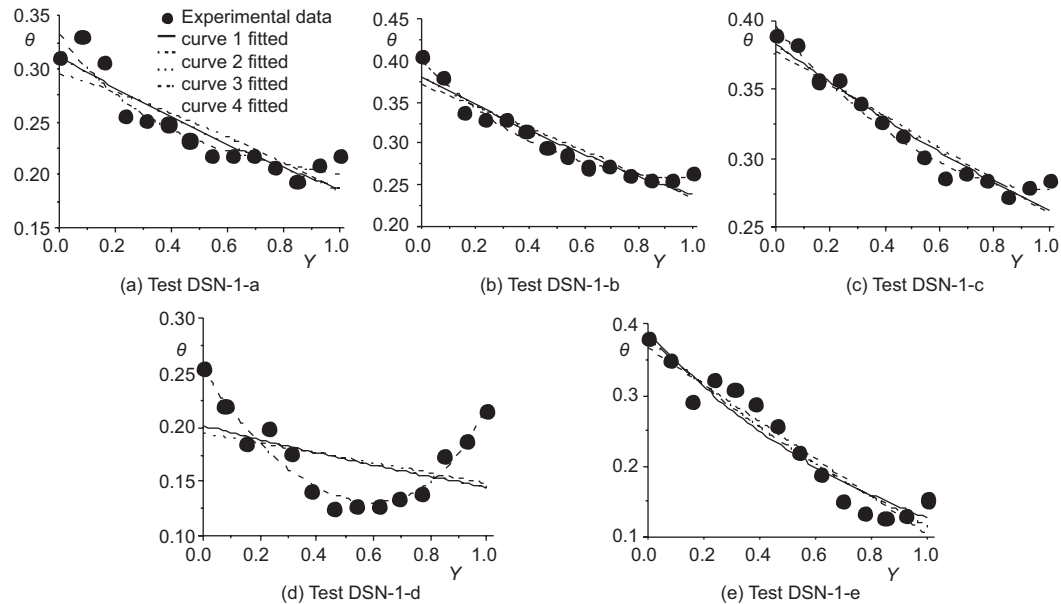 0.35
θ
0.30
0.25
0.20
0.15
0.0 0.2 0.4 0.6 0.8 1.0
Y
Experimental data
curve 1 fitted
curve 2 fitted
curve 3 fitted
curve 4 fitted
(a) Test DSN-1-a
0.45
θ
0.40
0.35
0.30
0.25
0.20
0.0 0.2 0.4 0.6 0.8 1.0
Y
(b) Test DSN-1-b
0.40
θ
0.35
0.30
0.25
0.0 0.2 0.4 0.6 0.8 1.0
Y
(c) Test DSN-1-c
0.30
θ
0.25
0.20
0.15
0.10
0.0 0.2 0.4 0.6 0.8 1.0
Y
(d) Test DSN-1-d
0.4
θ
0.3
0.2
0.1
0.0 0.2 0.4 0.6 0.8 1.0
Y
(e) Test DSN-1-e